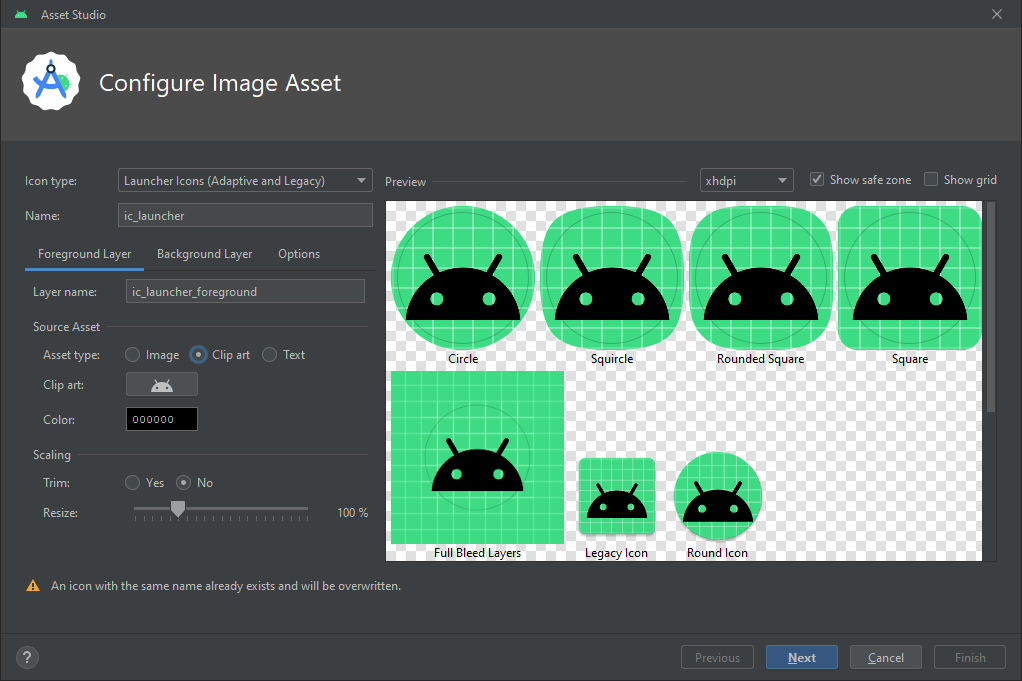 Asset Studio
Configure Image Asset
Icon type: Launcher Icons (Adaptive and Legacy)
Name: ic_launcher
Foreground Layer Background Layer Options
Layer name: ic_launcher_foreground
Source Asset
Asset type: Image Clip art Text
Clip art:
Color: 000000
Scaling
Trim: Yes No
Resize: 100 %
Preview xhdpi Show safe zone Show grid
Circle Squircle Rounded Square Square
Full Bleed Layers Legacy Icon Round Icon
An icon with the same name already exists and will be overwritten.
? Previous Next Cancel Finish